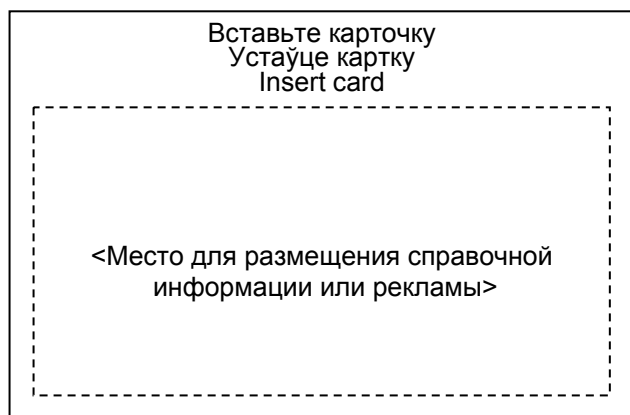 Вставьте карточку
Устаўце картку
Insert card
<Место для размещения справочной
информации или рекламы>